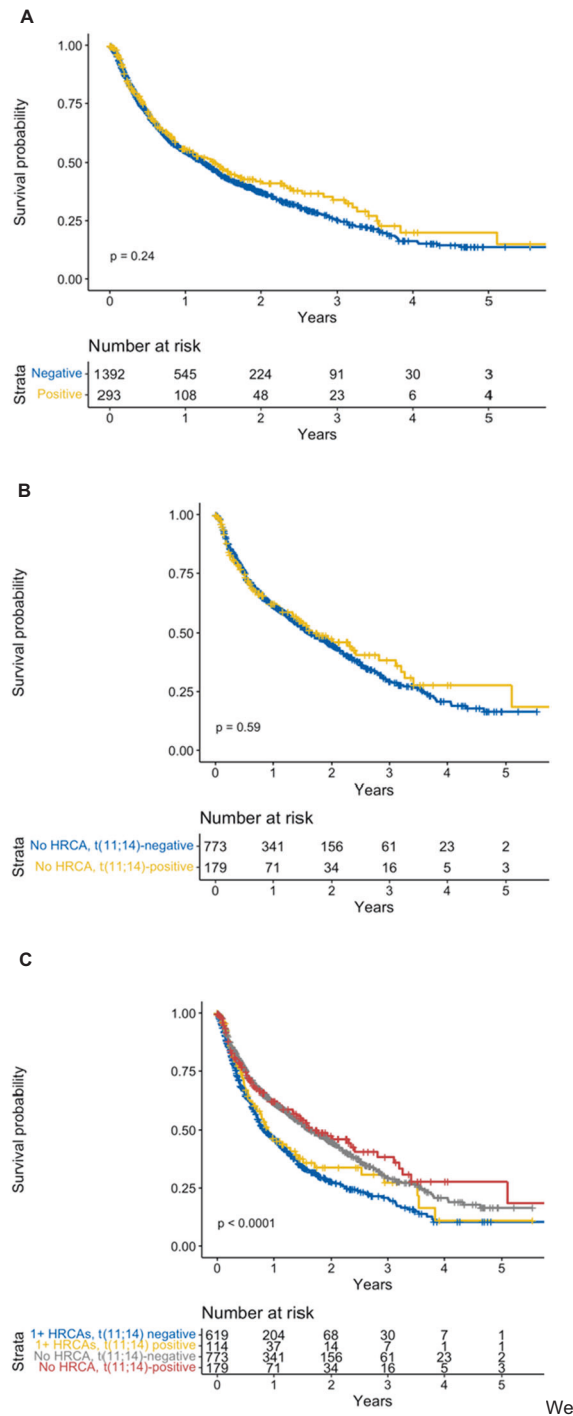 A
1.00
0.75
0.50
0.25
0.00
Survival probability
p = 0.24
0 1 2 3 4 5
Years
Number at risk
Strata
Negative 1392 545 224 91 30 3
Positive 293 108 48 23 6 4
0 1 2 3 4 5
Years
B
1.00
0.75
0.50
0.25
0.00
Survival probability
p = 0.59
0 1 2 3 4 5
Years
Number at risk
Strata
No HRCA, t(11;14)-negative 773 341 156 61 23 2
No HRCA, t(11;14)-positive 179 71 34 16 5 3
0 1 2 3 4 5
Years
C
1.00
0.75
0.50
0.25
0.00
Survival probability
p < 0.0001
0 1 2 3 4 5
Years
Number at risk
Strata
1+ HRCAs, t(11;14) negative 619 204 68 30 7 1
1+ HRCAs, t(11;14) positive 114 37 14 7 1 1
No HRCA, t(11;14)-negative 773 341 156 61 23 2
No HRCA, t(11;14)-positive 179 71 34 16 5 3
0 1 2 3 4 5
Years
We